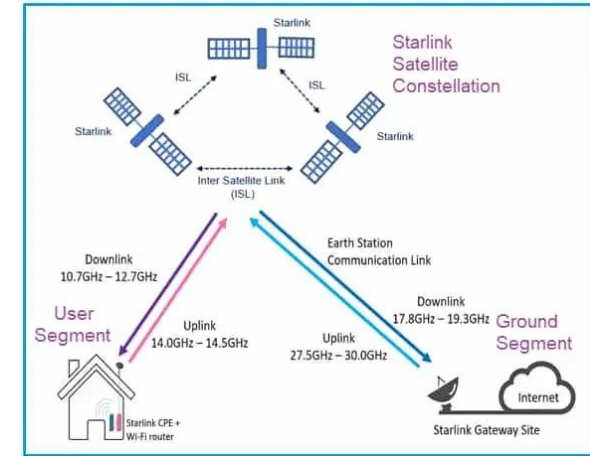 Starlink
Starlink
Satellite
Constellation
ISL
ISL
Starlink
Starlink
Inter Satellite Link
(ISL)
Earth Station
Communication Link
Downlink
10.7GHz – 12.7GHz
Downlink
17.8GHz – 19.3GHz
User
Segment
Uplink
14.0GHz – 14.5GHz
Uplink
27.5GHz – 30.0GHz
Ground
Segment
Internet
Starlink CPE +
Wi-Fi router
Starlink Gateway Site